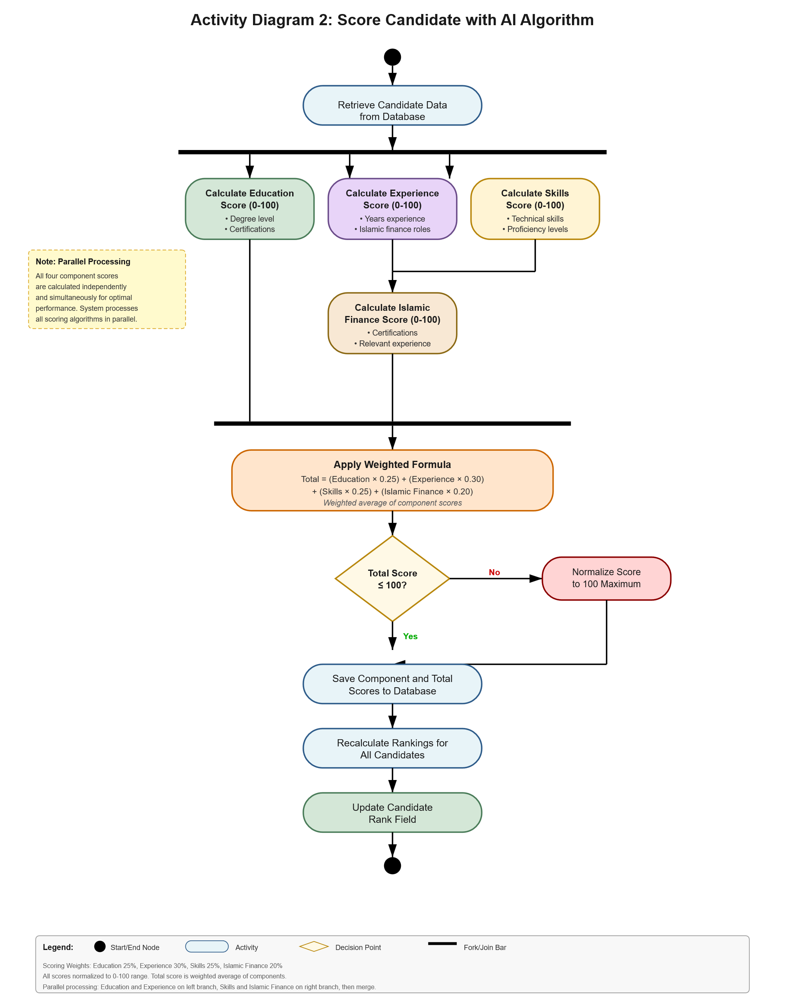 Activity Diagram 2: Score Candidate with AI Algorithm
Retrieve Candidate Data
from Database
Calculate Education
Score (0-100)
• Degree level
• Certifications
Calculate Experience
Score (0-100)
• Years experience
• Islamic finance roles
Calculate Skills
Score (0-100)
• Technical skills
• Proficiency levels
Note: Parallel Processing
All four component scores
are calculated independently
and simultaneously for optimal
performance. System processes
all scoring algorithms in parallel.
Calculate Islamic
Finance Score (0-100)
• Certifications
• Relevant experience
Apply Weighted Formula
Total = (Education × 0.25) + (Experience × 0.30)
+ (Skills × 0.25) + (Islamic Finance × 0.20)
Weighted average of component scores
Total Score
≤ 100?
No
Normalize Score
to 100 Maximum
Yes
Save Component and Total
Scores to Database
Recalculate Rankings for
All Candidates
Update Candidate
Rank Field
Legend:
Start/End Node
Activity
Decision Point
Fork/Join Bar
Scoring Weights: Education 25%, Experience 30%, Skills 25%, Islamic Finance 20%
All scores normalized to 0-100 range. Total score is weighted average of components.
Parallel processing: Education and Experience on left branch, Skills and Islamic Finance on right branch, then merge.